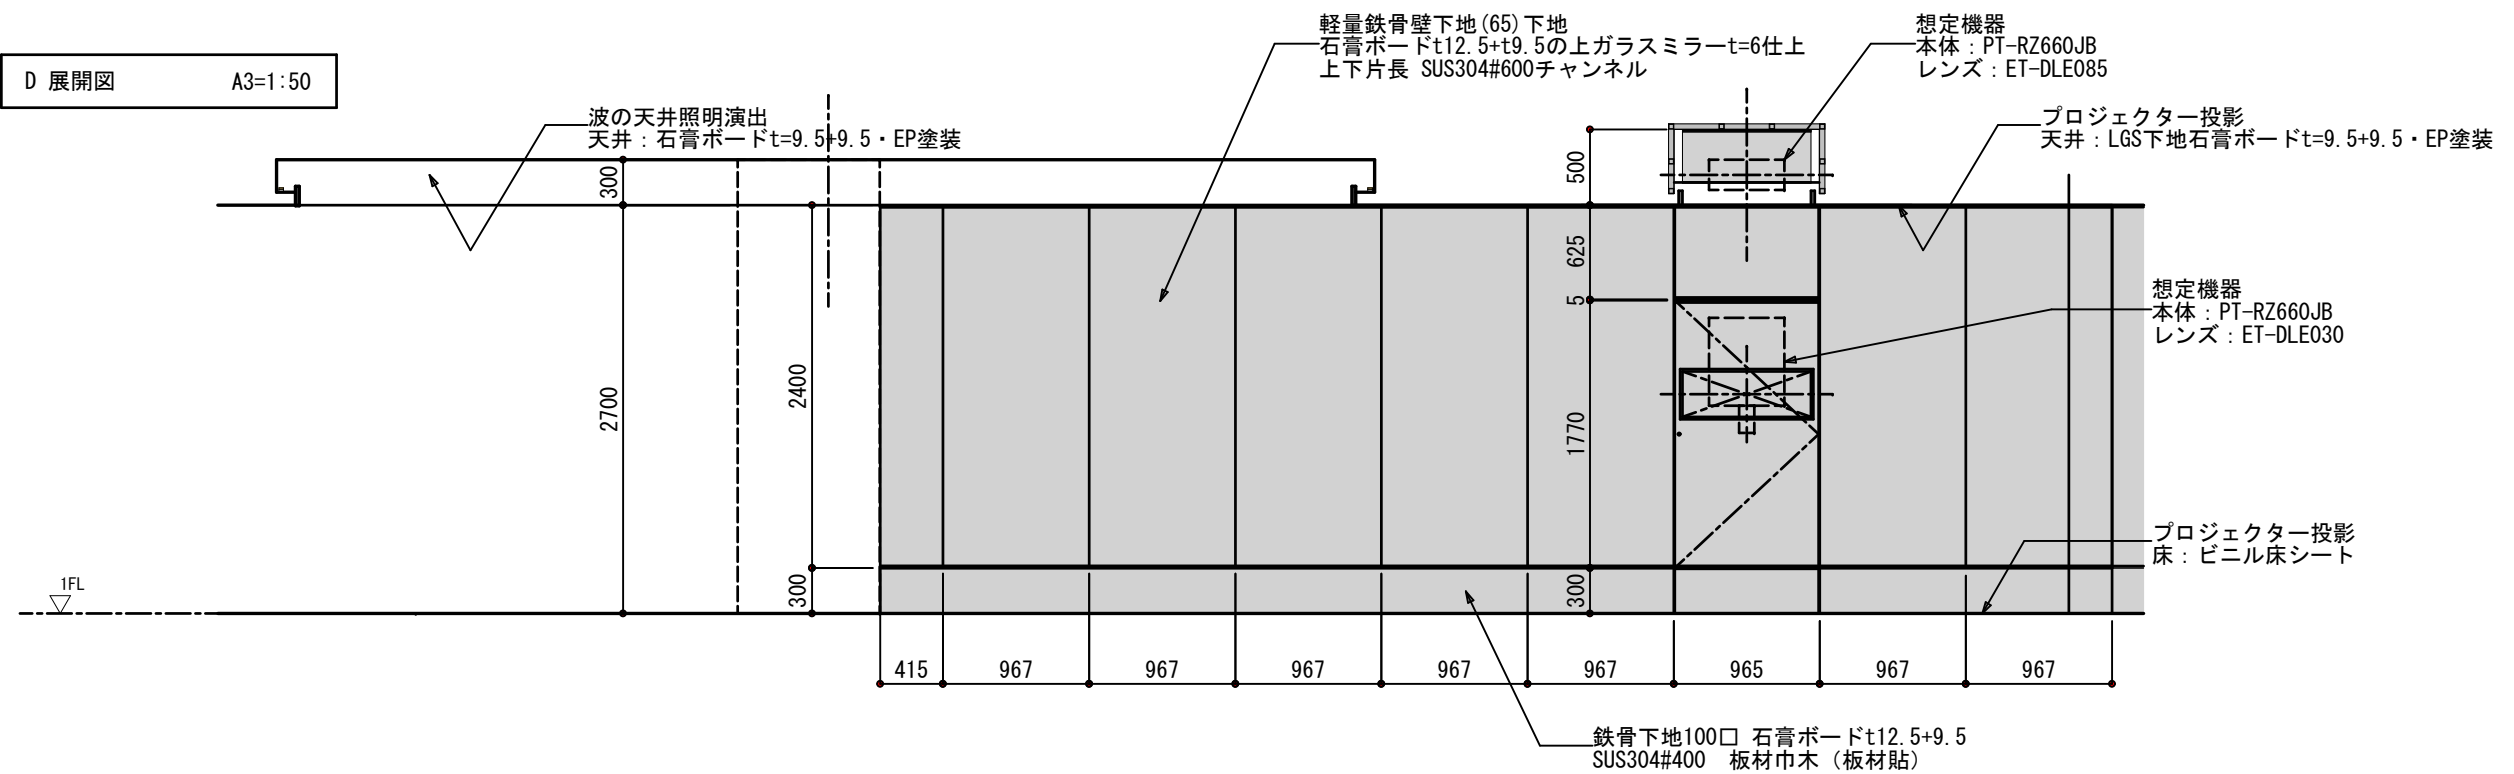 D 展開図 A3=1:50
軽量鉄骨壁下地(65)下地
石膏ボードt12.5+t9.5の上ガラスミラーt=6仕上
上下片長 SUS304#600チャンネル
想定機器
本体：PT-RZ660JB
レンズ：ET-DLE085
波の天井照明演出
天井：石膏ボードt=9.5+9.5・EP塗装
プロジェクター投影
天井：LGS下地石膏ボードt=9.5+9.5・EP塗装
300
500
625
5
想定機器
本体：PT-RZ660JB
レンズ：ET-DLE030
2700
2400
1770
プロジェクター投影
床：ビニル床シート
1FL
300
300
415
967
967
967
967
967
965
967
967
鉄骨下地100□ 石膏ボードt12.5+9.5
SUS304#400　板材巾木（板材貼）